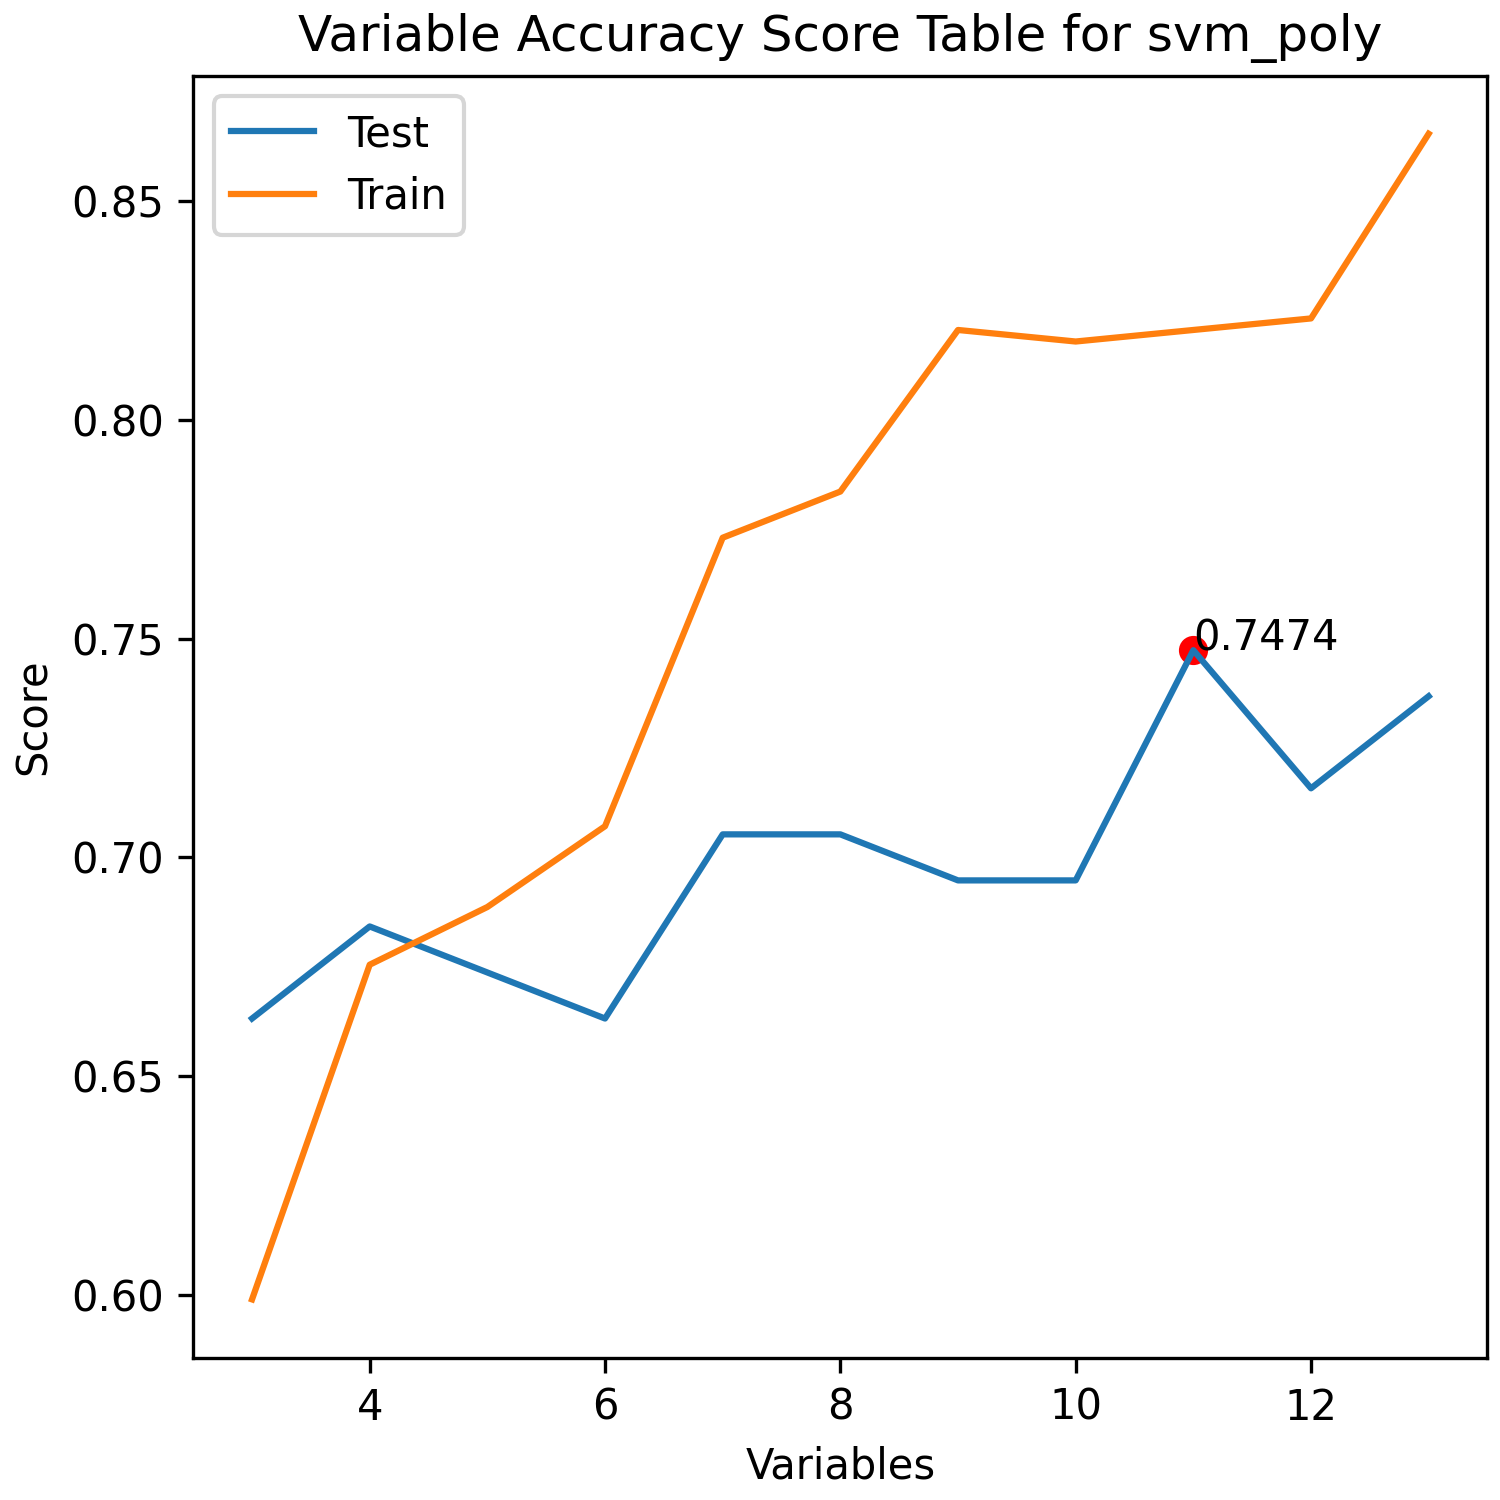 Variable Accuracy Score Table for svm_poly
Test
Train
0.85
0.80
0.75
0.70
0.65
0.60
Score
0.7474
4 6 8 10 12
Variables